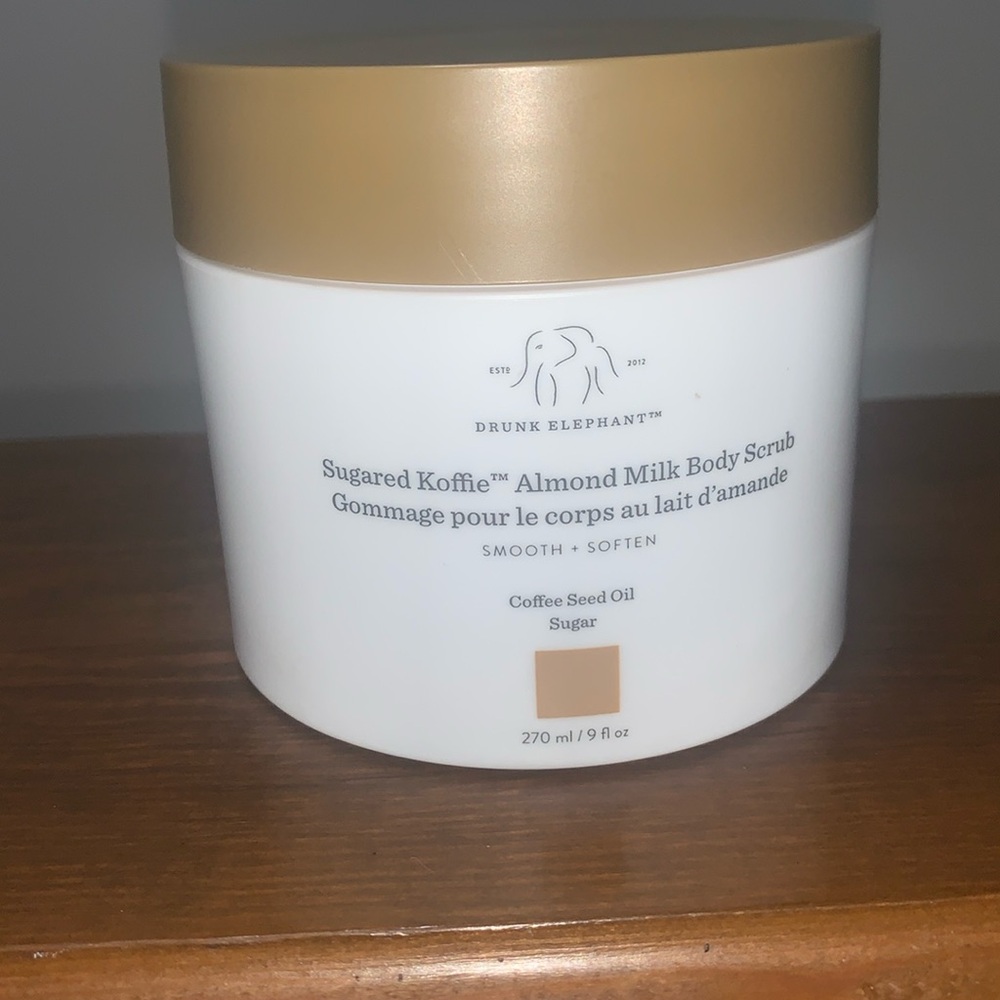 ESTD 2012
DRUNK ELEPHANT™
Sugared Koffie™ Almond Milk Body Scrub
Gommage pour le corps au lait d'amande
SMOOTH + SOFTEN
Coffee Seed Oil
Sugar
270 ml / 9 fl oz